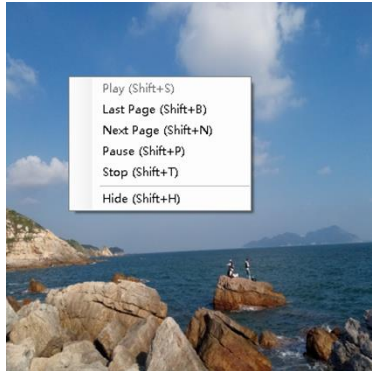 Play (Shift+S)
Last Page (Shift+B)
Next Page (Shift+N)
Pause (Shift+P)
Stop (Shift+T)
Hide (Shift+H)